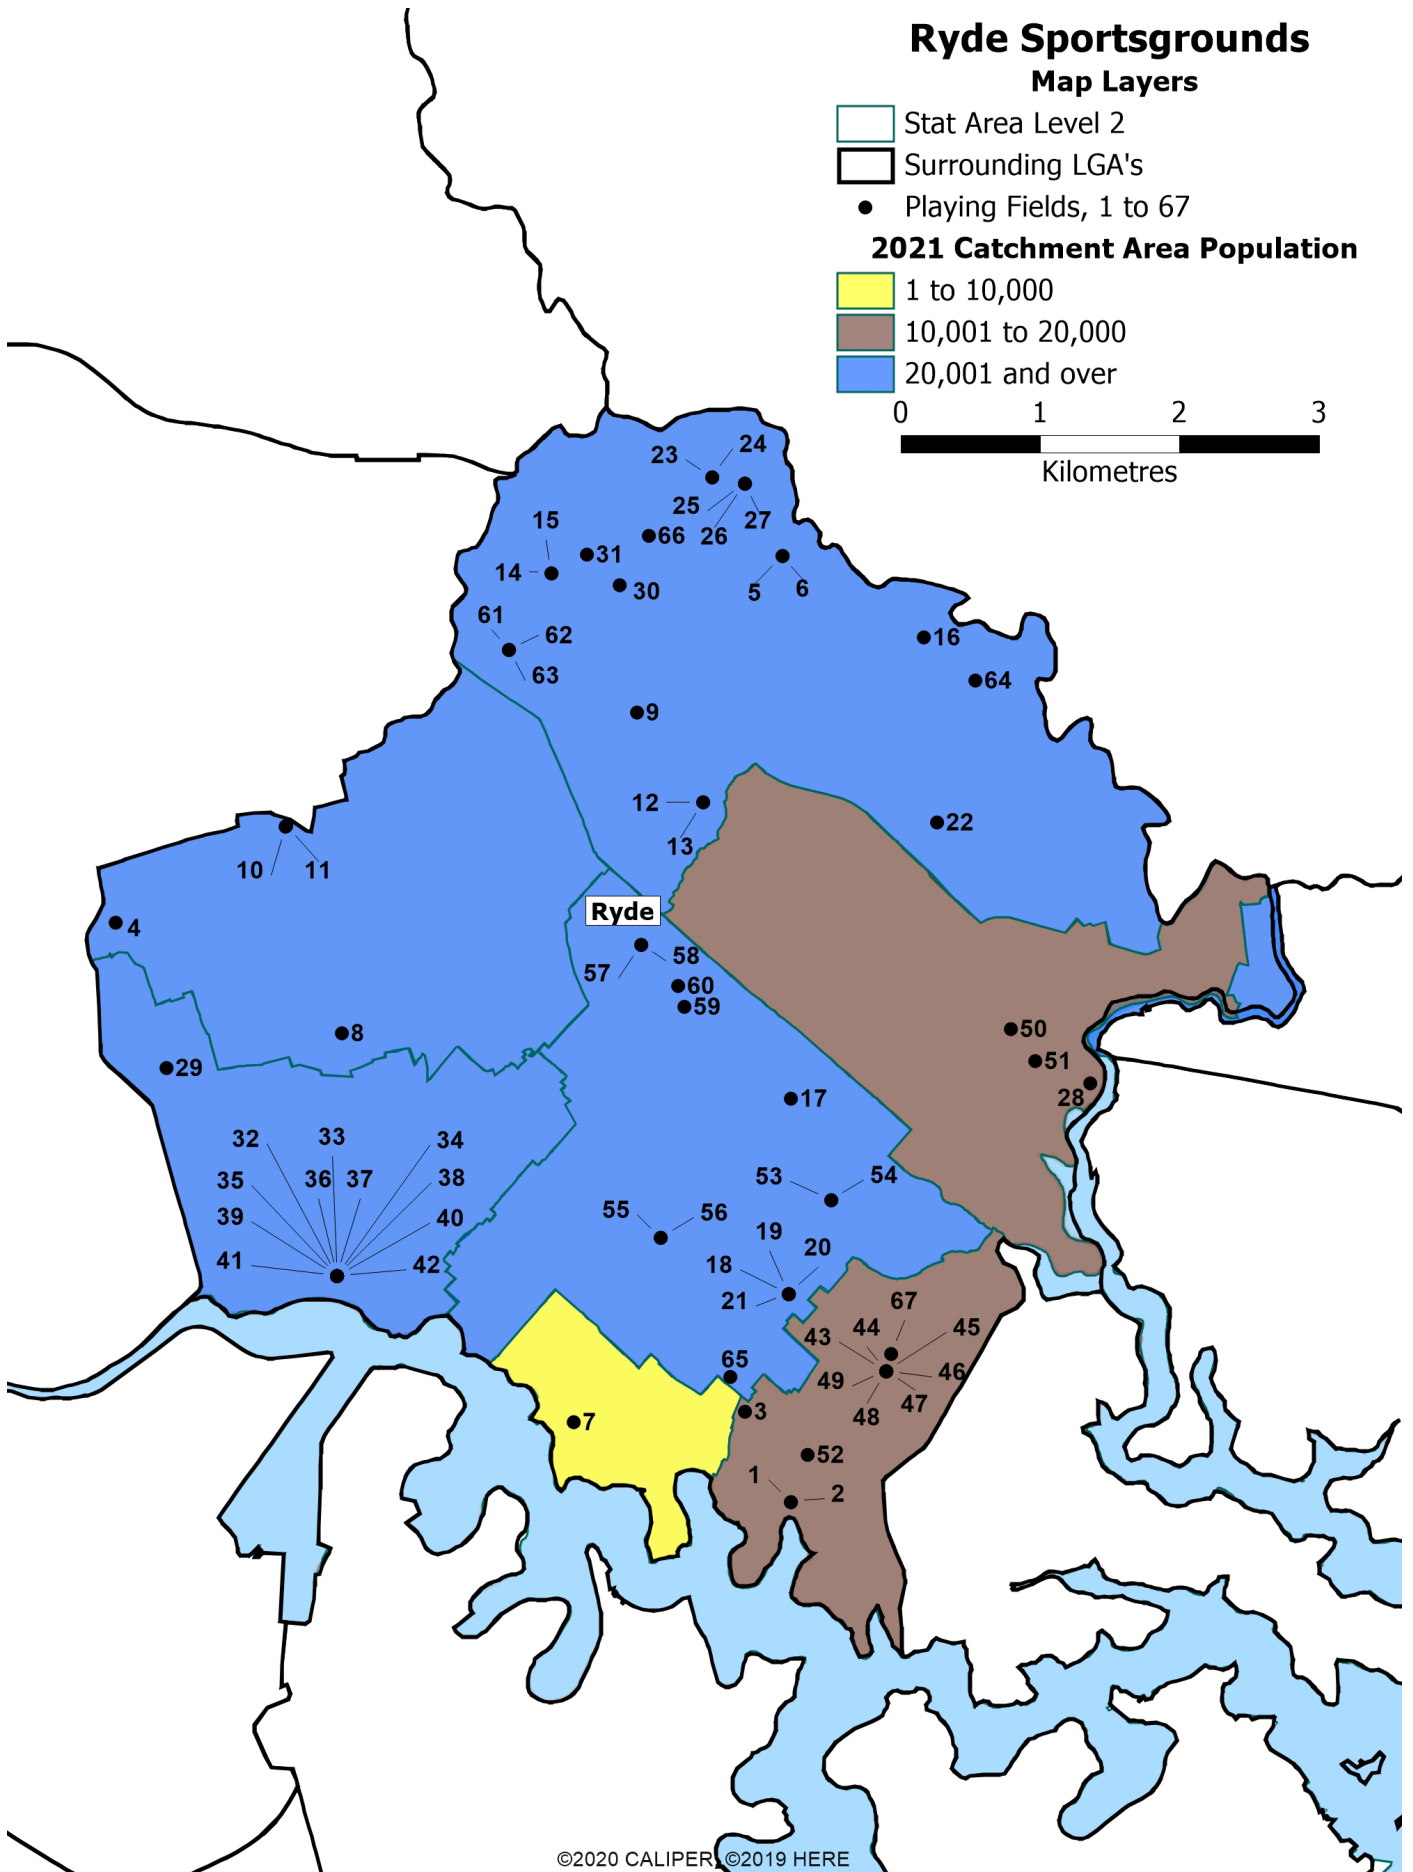 Ryde Sportsgrounds
Map Layers
Stat Area Level 2
Surrounding LGA's
Playing Fields, 1 to 67
2021 Catchment Area Population
1 to 10,000
10,001 to 20,000
20,001 and over
0 1 2 3
Kilometres
23 24
25 26 27
15
66
31
14
30
5 6
61
62
63
16
64
9
12
13
22
10 11
4
Ryde
57 58
60
59
8
29
50
51
28
17
32 33 34
35 36 37 38
39 40
41 42
53 54
55 56
19
18 20
21
67
43 44 45
46
49
48 47
65
3
7
52
1
2
©2020 CALIPER; ©2019 HERE